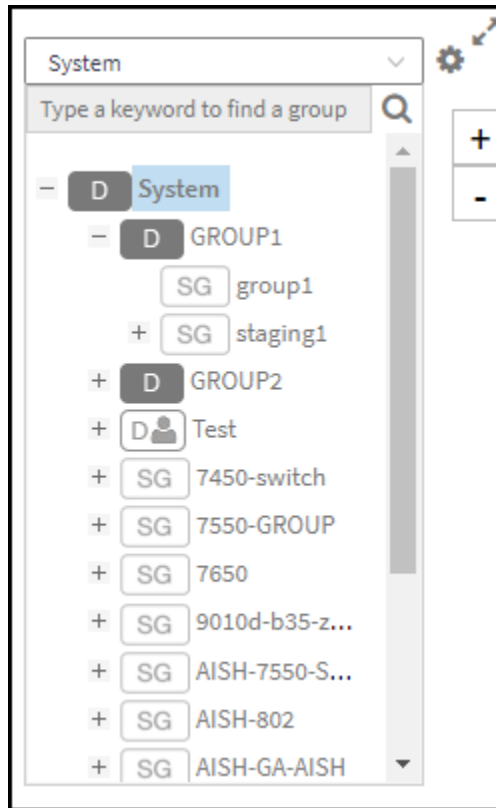 System
Type a keyword to find a group
+
-
− D System
− D GROUP1
SG group1
+ SG staging1
+ D GROUP2
+ D Test
+ SG 7450-switch
+ SG 7550-GROUP
+ SG 7650
+ SG 9010d-b35-z...
+ SG AISH-7550-S...
+ SG AISH-802
+ SG AISH-GA-AISH